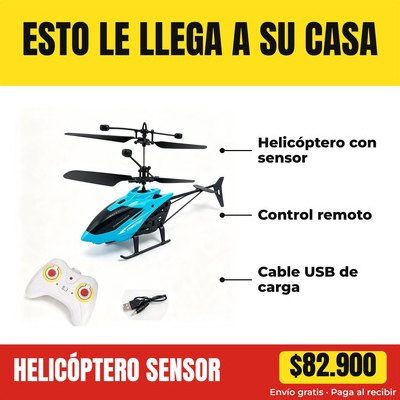 ESTO LE LLEGA A SU CASA
Helicóptero con
sensor
Control remoto
Cable USB de
carga
HELICÓPTERO SENSOR
$82.900
Envío gratis · Paga al recibir